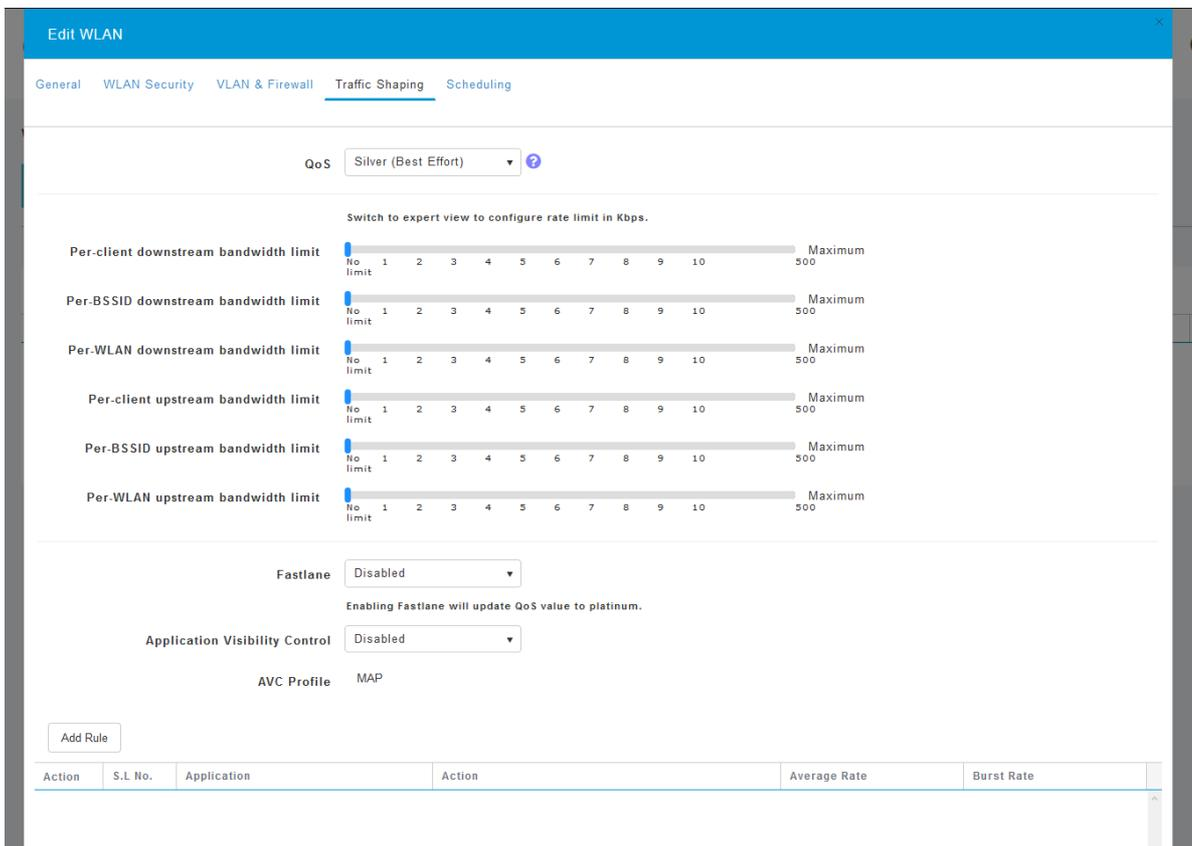 Edit WLAN
General WLAN Security VLAN & Firewall Traffic Shaping Scheduling
QoS Silver (Best Effort) ?
Switch to expert view to configure rate limit in Kbps.
Per-client downstream bandwidth limit Maximum
No limit 1 2 3 4 5 6 7 8 9 10 500
Per-BSSID downstream bandwidth limit Maximum
No limit 1 2 3 4 5 6 7 8 9 10 500
Per-WLAN downstream bandwidth limit Maximum
No limit 1 2 3 4 5 6 7 8 9 10 500
Per-client upstream bandwidth limit Maximum
No limit 1 2 3 4 5 6 7 8 9 10 500
Per-BSSID upstream bandwidth limit Maximum
No limit 1 2 3 4 5 6 7 8 9 10 500
Per-WLAN upstream bandwidth limit Maximum
No limit 1 2 3 4 5 6 7 8 9 10 500
Fastlane Disabled
Enabling Fastlane will update QoS value to platinum.
Application Visibility Control Disabled
AVC Profile MAP
Add Rule
Action S.L No. Application Action Average Rate Burst Rate